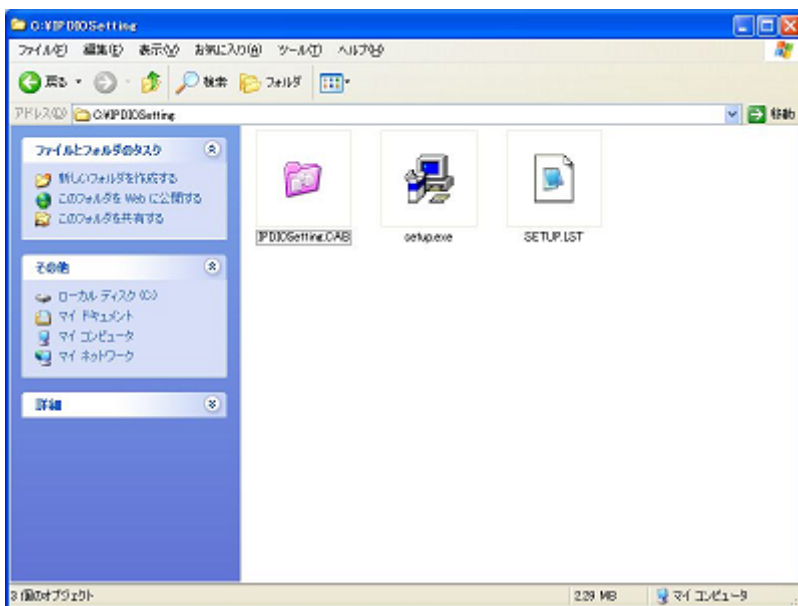 C:¥IPDIOSetting
ファイル(F) 編集(E) 表示(V) お気に入り(A) ツール(T) ヘルプ(H)
戻る 検索 フォルダ
アドレス(D) C:¥IPDIOSetting 移動
ファイルとフォルダのタスク
新しいフォルダを作成する
このフォルダを Web に公開する
このフォルダを共有する
その他
ローカル ディスク (C:)
マイ ドキュメント
マイ コンピュータ
マイ ネットワーク
詳細
IPDIOSetting.CAB setup.exe SETUP.LST
3 個のオブジェクト 2.29 MB マイ コンピュータ